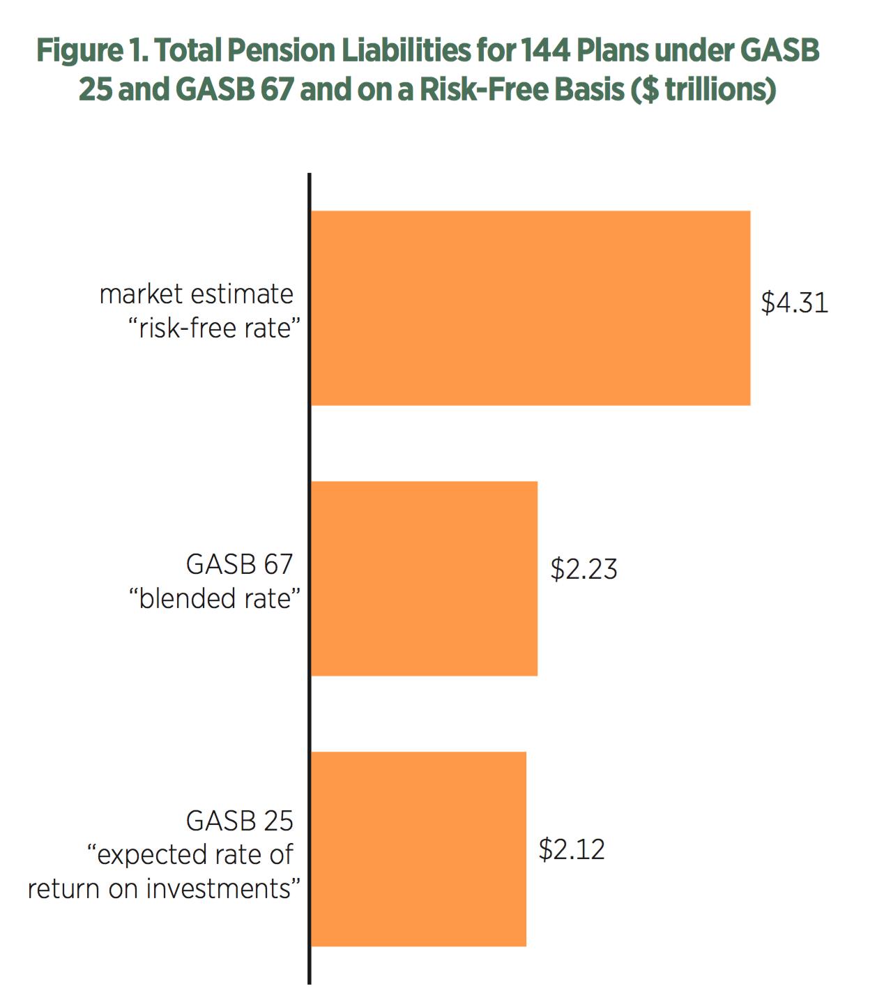 Figure 1. Total Pension Liabilities for 144 Plans under GASB
25 and GASB 67 and on a Risk-Free Basis ($ trillions)
market estimate
“risk-free rate”
$4.31
GASB 67
“blended rate”
$2.23
GASB 25
“expected rate of
return on investments”
$2.12